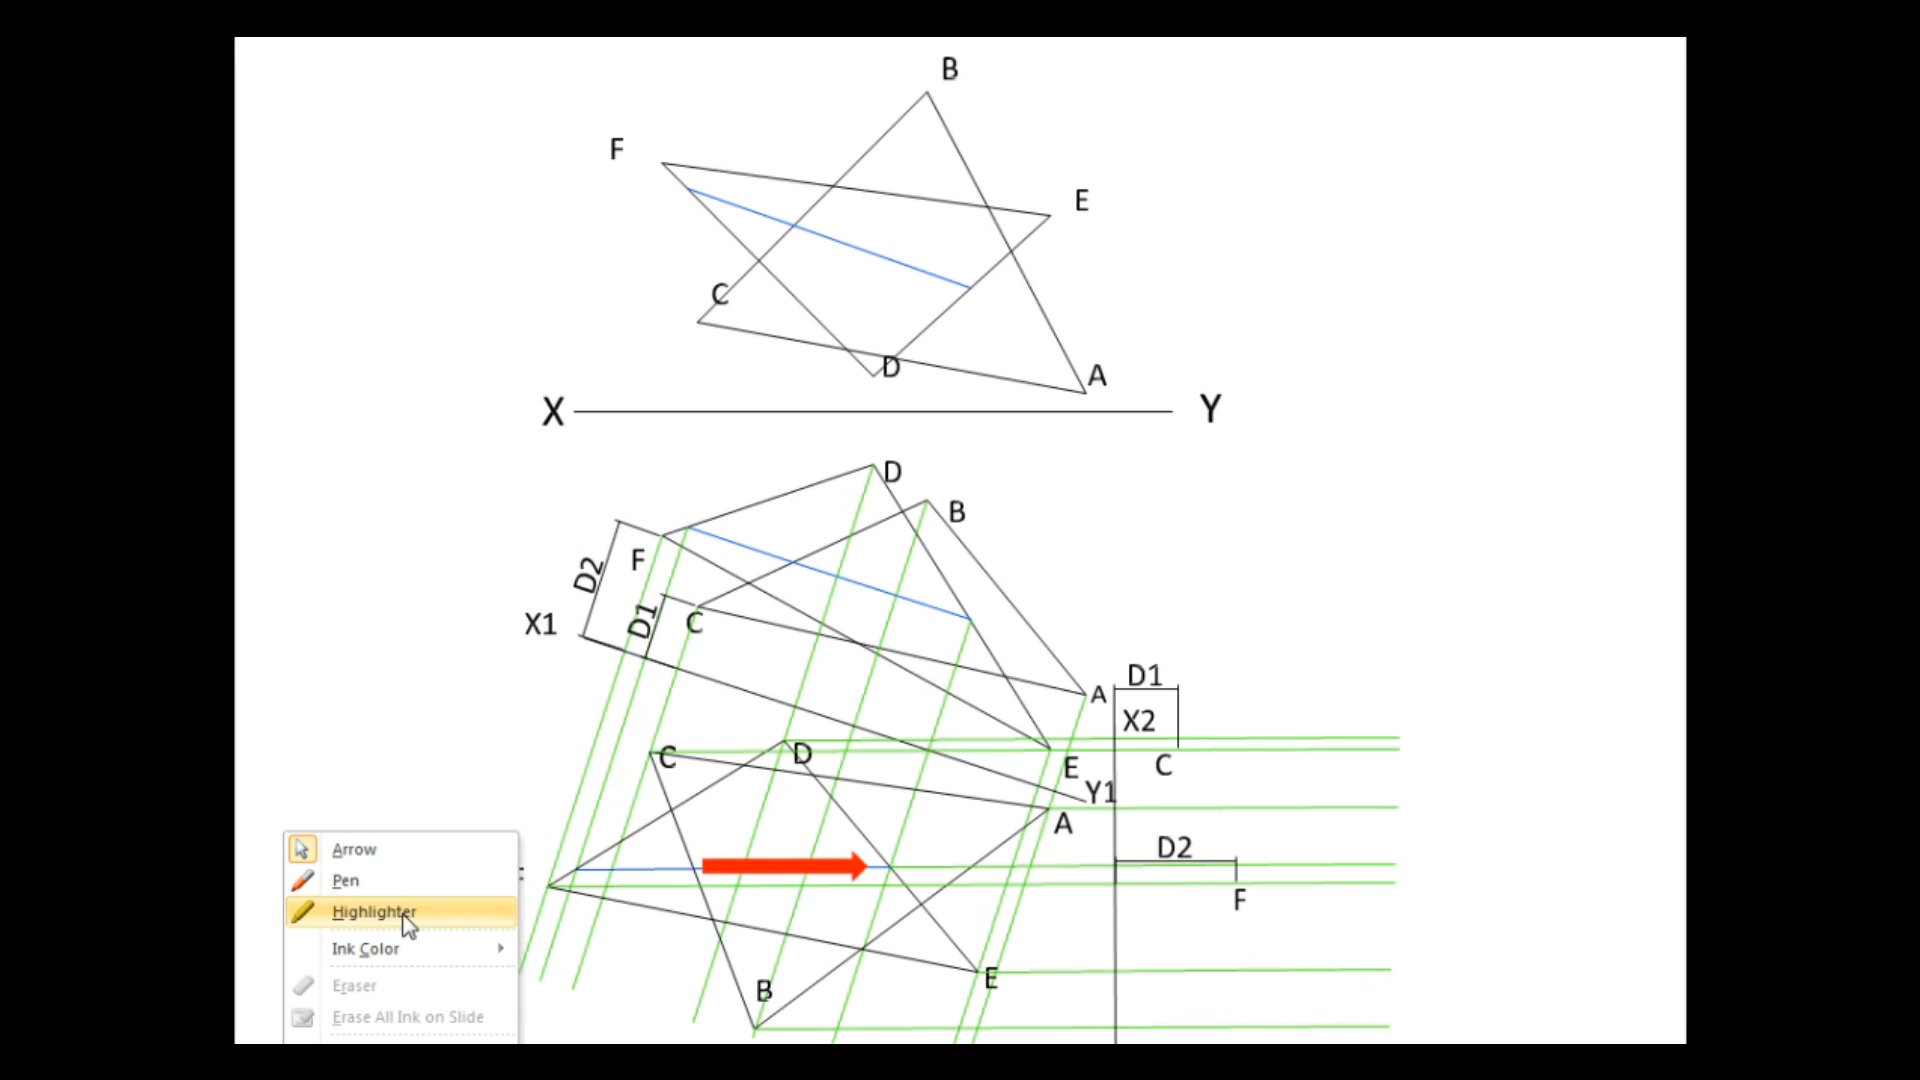 B
F
E
C
D
A
X
Y
D
B
F
D2
X1
D1
C
D1
A
X2
C
D
E
C
Y1
A
D2
F
E
B
Arrow
Pen
Highlighter
Ink Color
Eraser
Erase All Ink on Slide